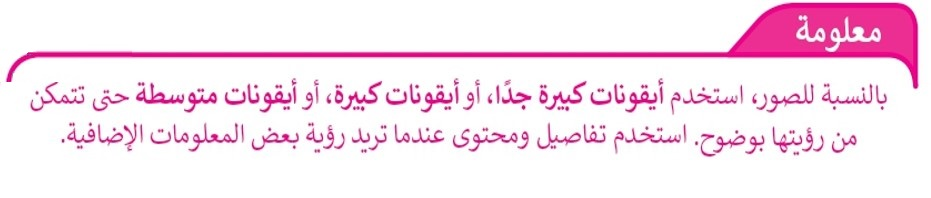 معلومة
بالنسبة للصور، استخدم أيقونات كبيرة جدًا، أو أيقونات كبيرة، أو أيقونات متوسطة حتى تتمكن
من رؤيتها بوضوح. استخدم تفاصيل ومحتوى عندما تريد رؤية بعض المعلومات الإضافية.